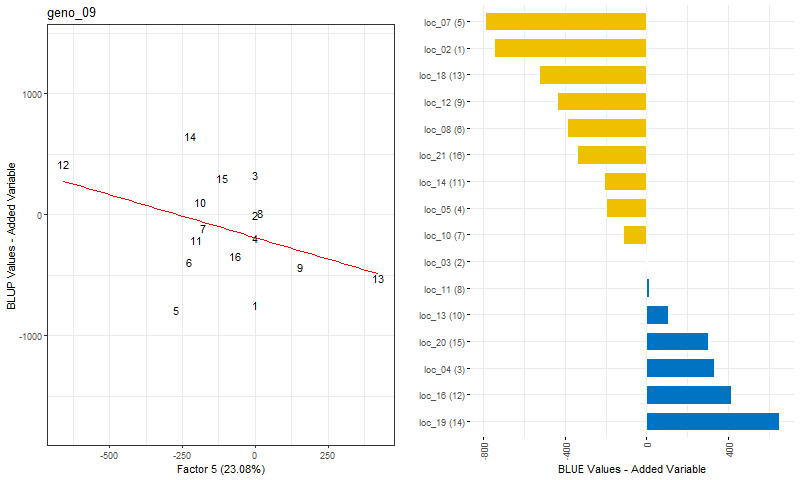 geno_09
BLUP Values - Added Variable
1000
0
-1000
14
12
15
3
10
8
2
7
4
11
16
6
9
13
5
1
-500
-250
0
250
Factor 5 (23.08%)
loc_07 (5)
loc_02 (1)
loc_18 (13)
loc_12 (9)
loc_08 (6)
loc_21 (16)
loc_14 (11)
loc_05 (4)
loc_10 (7)
loc_03 (2)
loc_11 (8)
loc_13 (10)
loc_20 (15)
loc_04 (3)
loc_16 (12)
loc_19 (14)
-800
-400
0
400
BLUE Values - Added Variable